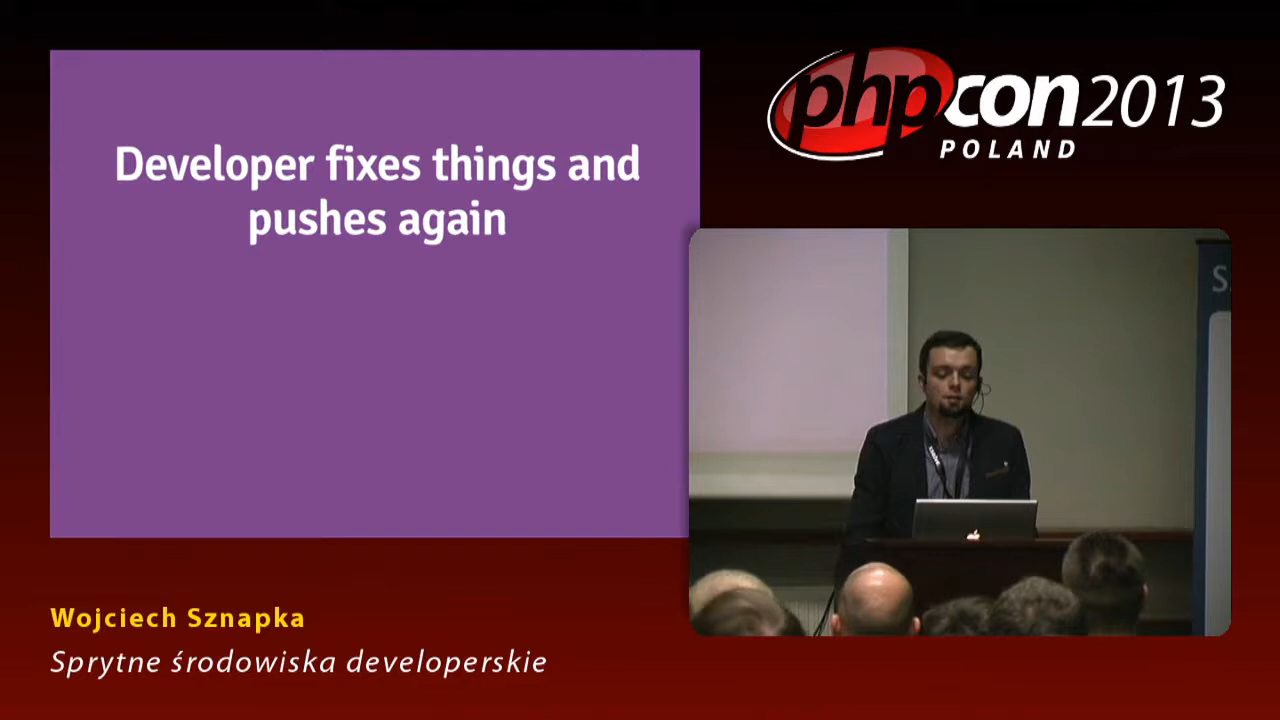 Developer fixes things and
pushes again
phpcon2013
POLAND
S
Wojciech Sznapka
Sprytne środowiska developerskie